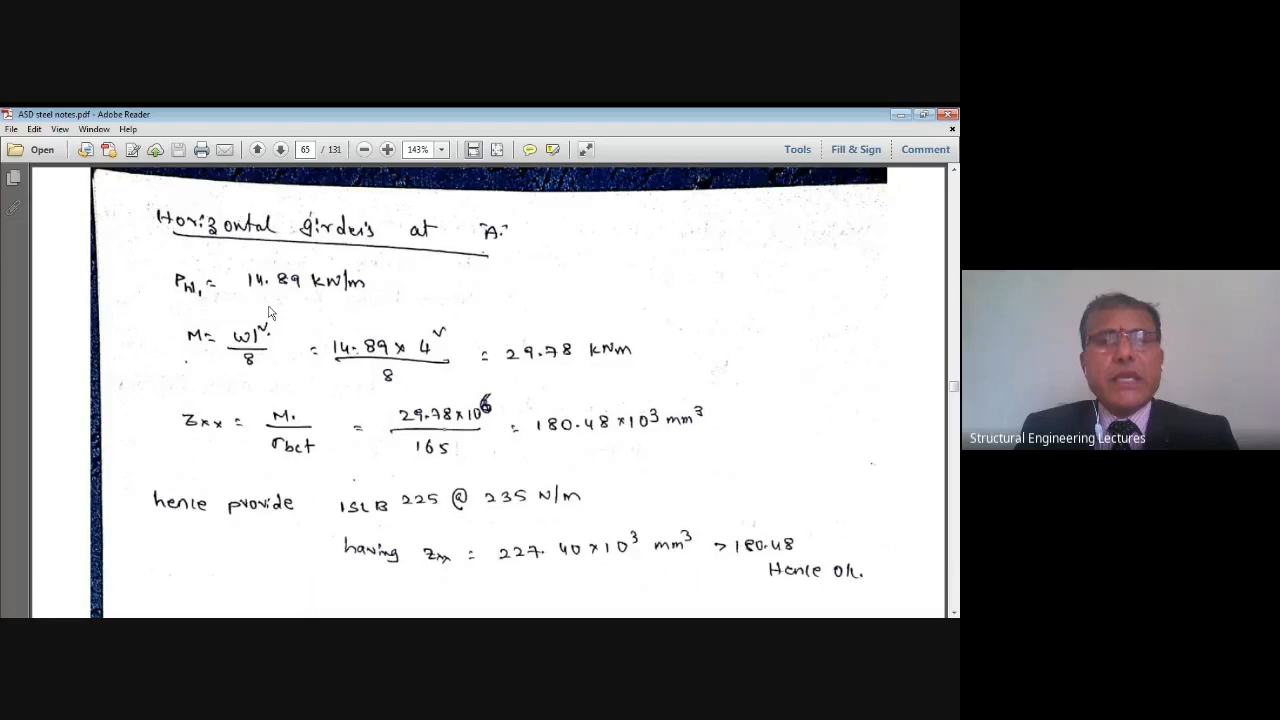 ASD steel notes.pdf - Adobe Reader
File Edit View Window Help
Open 65 / 131 143% Tools Fill & Sign Comment
Horizontal girders at "A".
PW1 = 14.89 kN/m
M = wl²/8 = 14.89 × 4²/8 = 29.78 kNm
Zxx = M/σbct = 29.78×10⁶/165 = 180.48 × 10³ mm³
hence provide ISLB 225 @ 235 N/m
having Zxx = 227.40 × 10³ mm³ > 180.48
Hence ok.
Structural Engineering Lectures